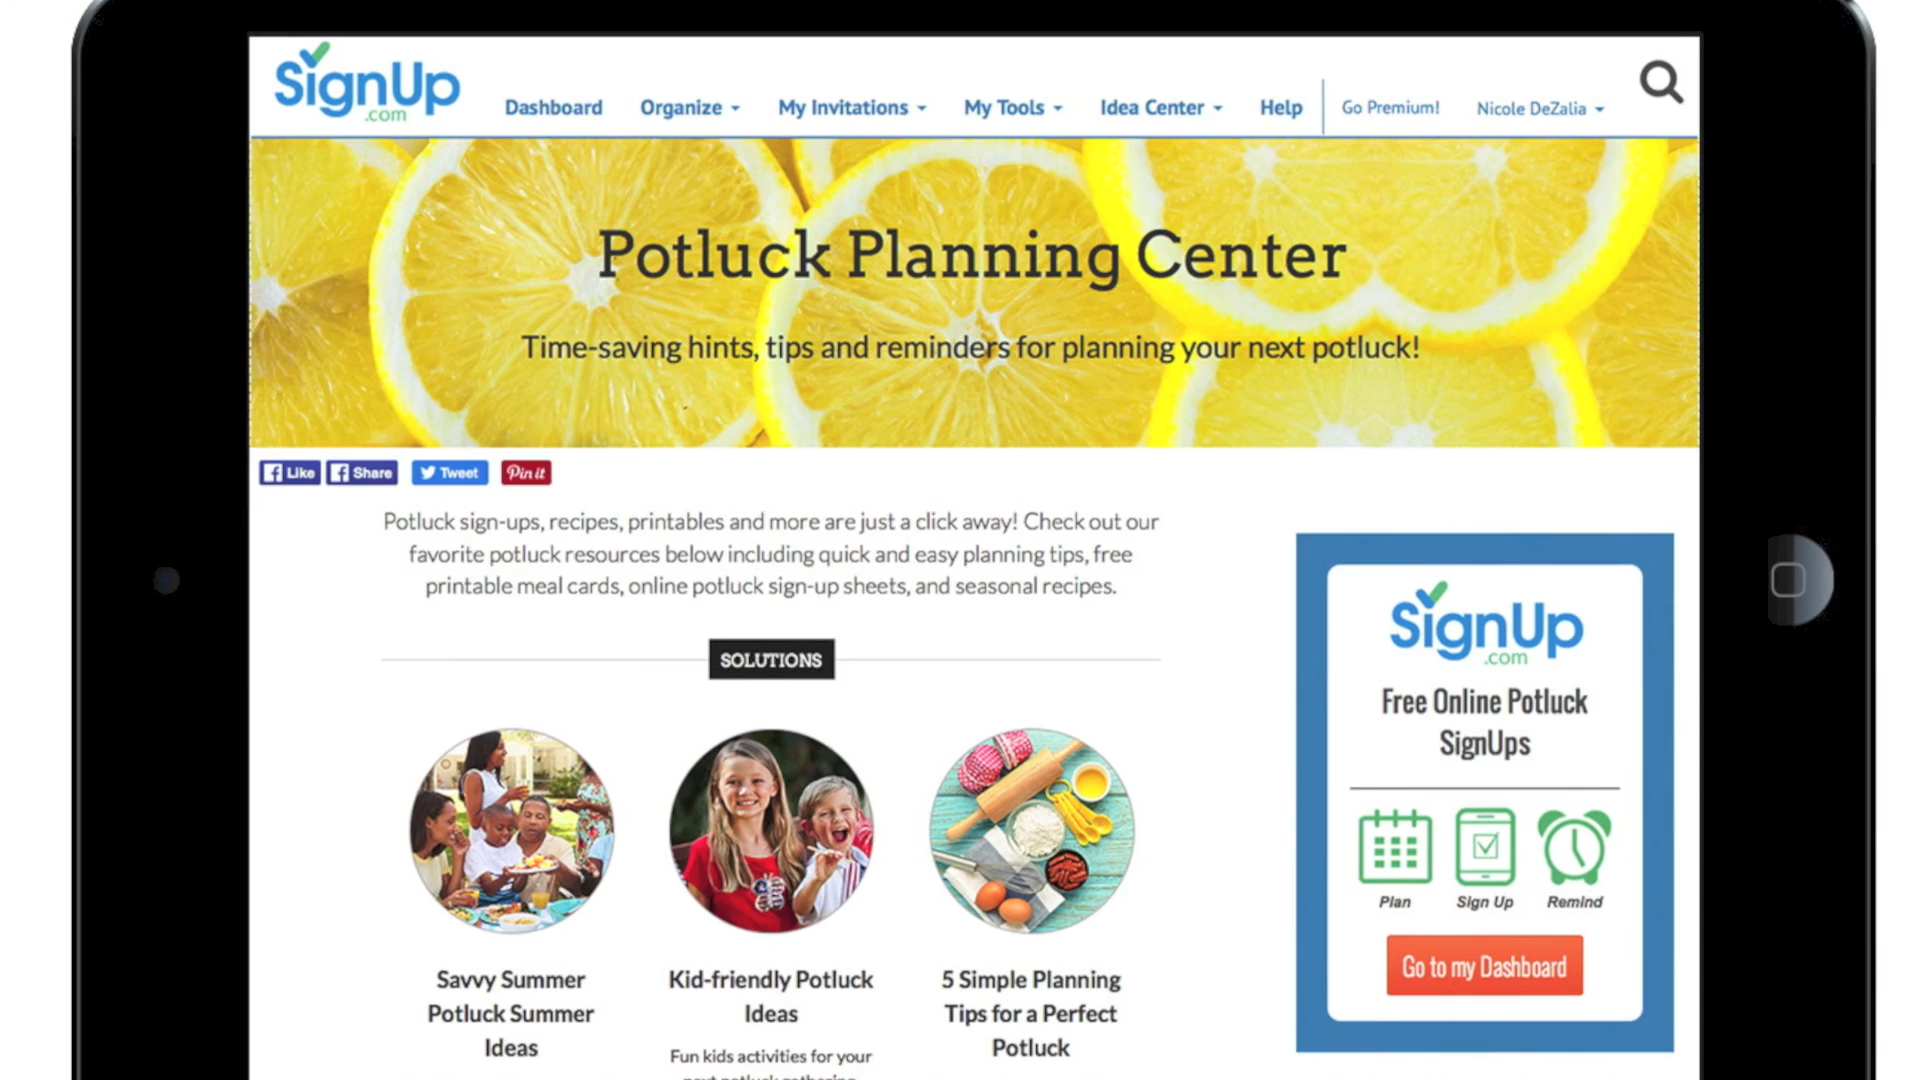 SignUp
.com
Dashboard Organize My Invitations My Tools Idea Center Help Go Premium! Nicole DeZalia
Potluck Planning Center
Time-saving hints, tips and reminders for planning your next potluck!
Like Share Tweet Pin it
Potluck sign-ups, recipes, printables and more are just a click away! Check out our
favorite potluck resources below including quick and easy planning tips, free
printable meal cards, online potluck sign-up sheets, and seasonal recipes.
SOLUTIONS
Savvy Summer
Potluck Summer
Ideas
Kid-friendly Potluck
Ideas
Fun kids activities for your
next potluck gathering
5 Simple Planning
Tips for a Perfect
Potluck
SignUp
.com
Free Online Potluck
SignUps
Plan Sign Up Remind
Go to my Dashboard